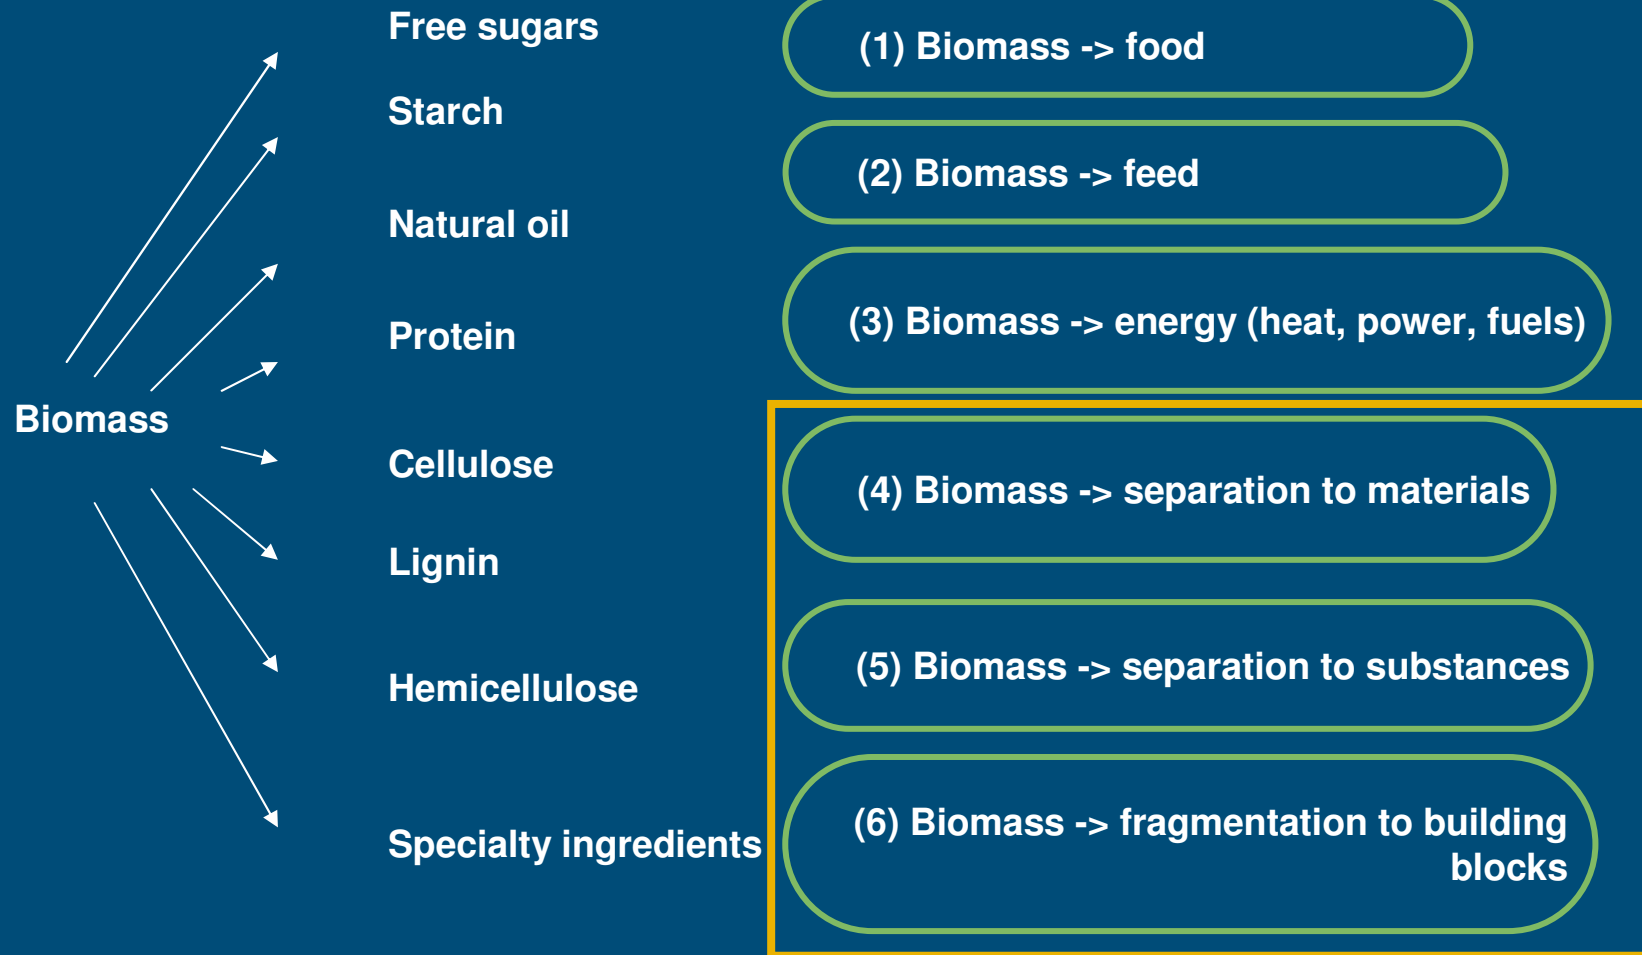 Biomass
Free sugars
Starch
Natural oil
Protein
Cellulose
Lignin
Hemicellulose
Specialty ingredients
(1) Biomass -> food
(2) Biomass -> feed
(3) Biomass -> energy (heat, power, fuels)
(4) Biomass -> separation to materials
(5) Biomass -> separation to substances
(6) Biomass -> fragmentation to building
blocks